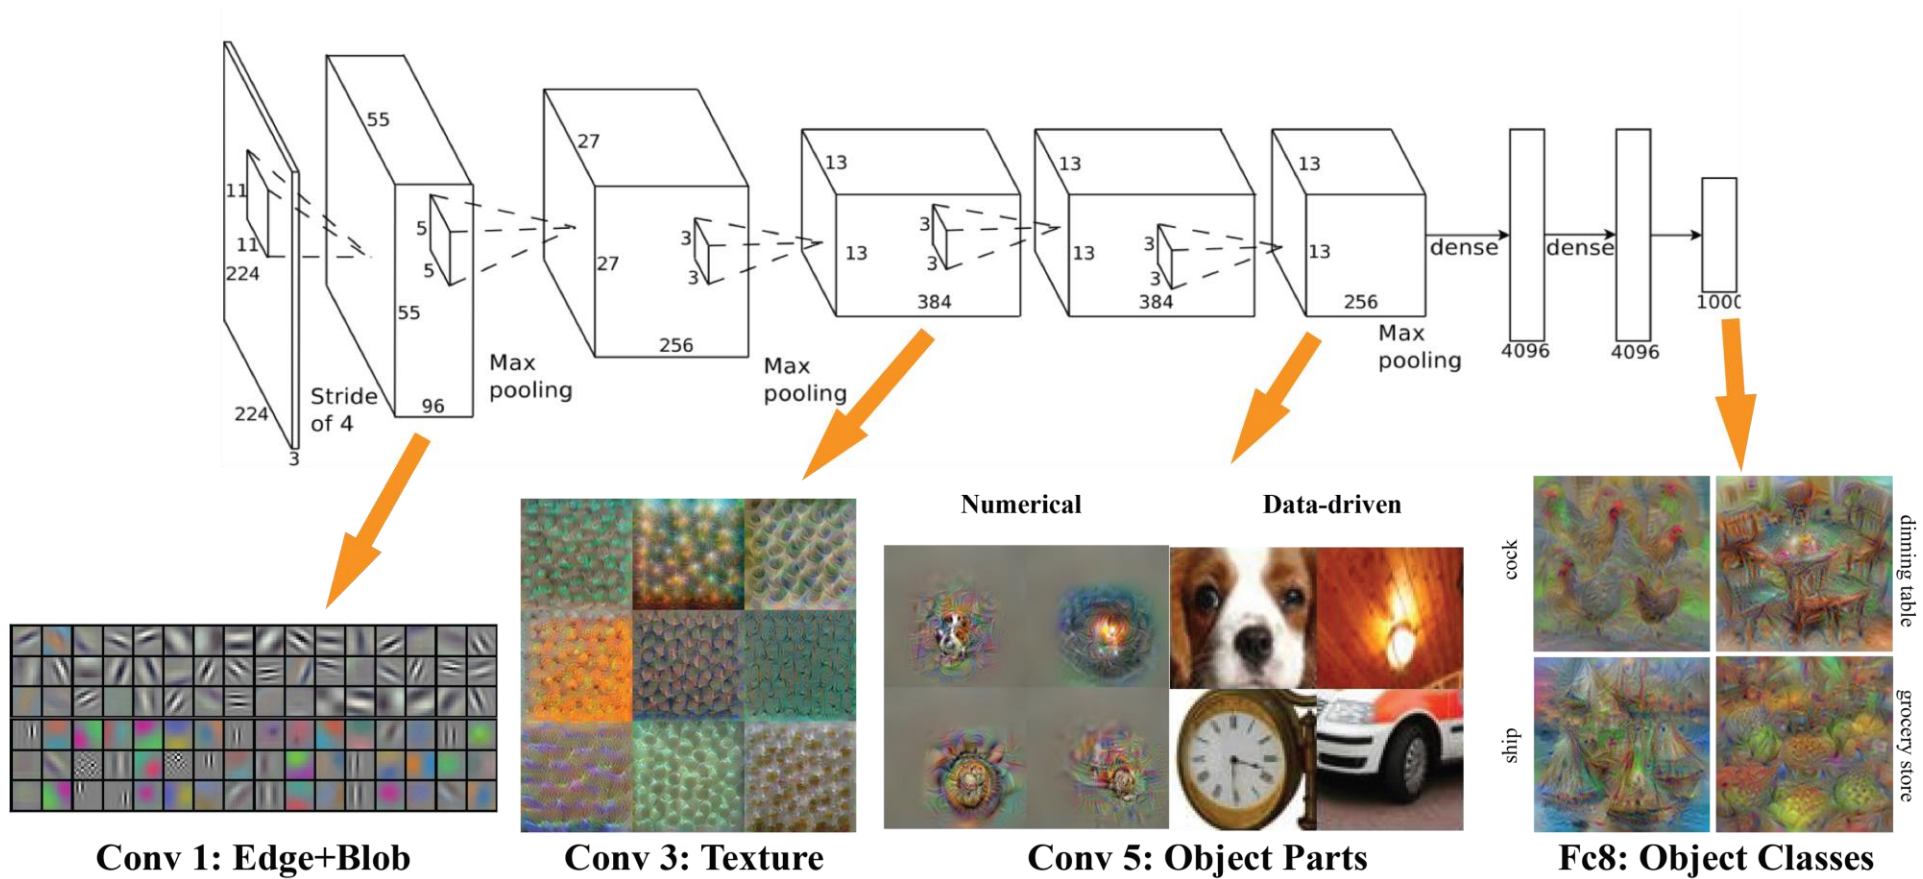 11
11
224
224
3
Stride
of 4
55
55
5
5
96
Max
pooling
27
27
3
3
256
Max
pooling
13
13
3
3
384
13
13
3
3
384
13
13
256
Max
pooling
dense
4096
dense
4096
1000
Conv 1: Edge+Blob
Conv 3: Texture
Numerical
Data-driven
Conv 5: Object Parts
cock
dinning table
ship
grocery store
Fc8: Object Classes